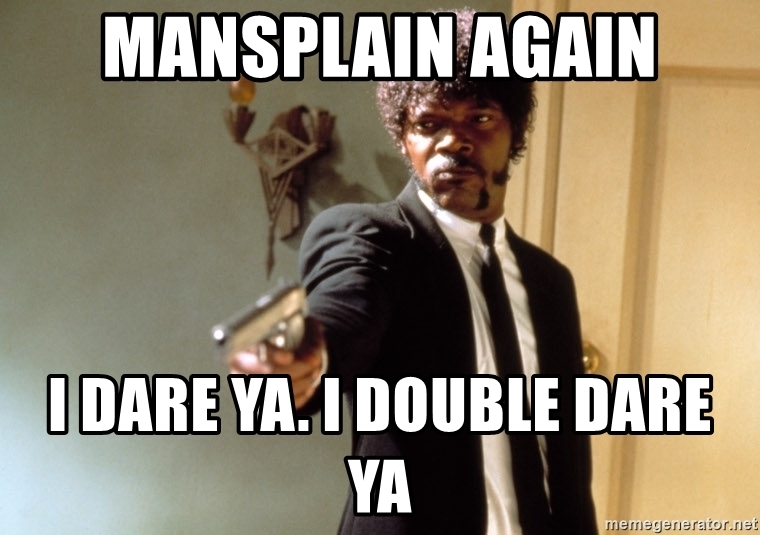 MANSPLAIN AGAIN
I DARE YA. I DOUBLE DARE
YA
memegenerator.net